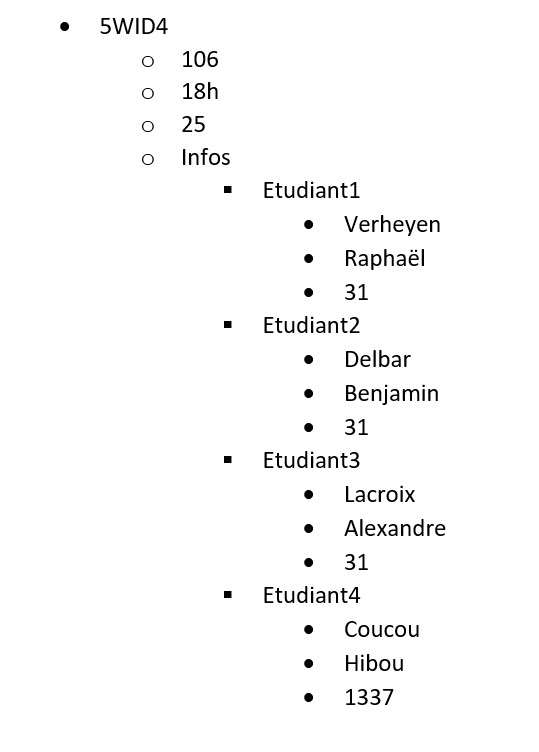 5WID4
106
18h
25
Infos
Etudiant1
Verheyen
Raphaël
31
Etudiant2
Delbar
Benjamin
31
Etudiant3
Lacroix
Alexandre
31
Etudiant4
Coucou
Hibou
1337